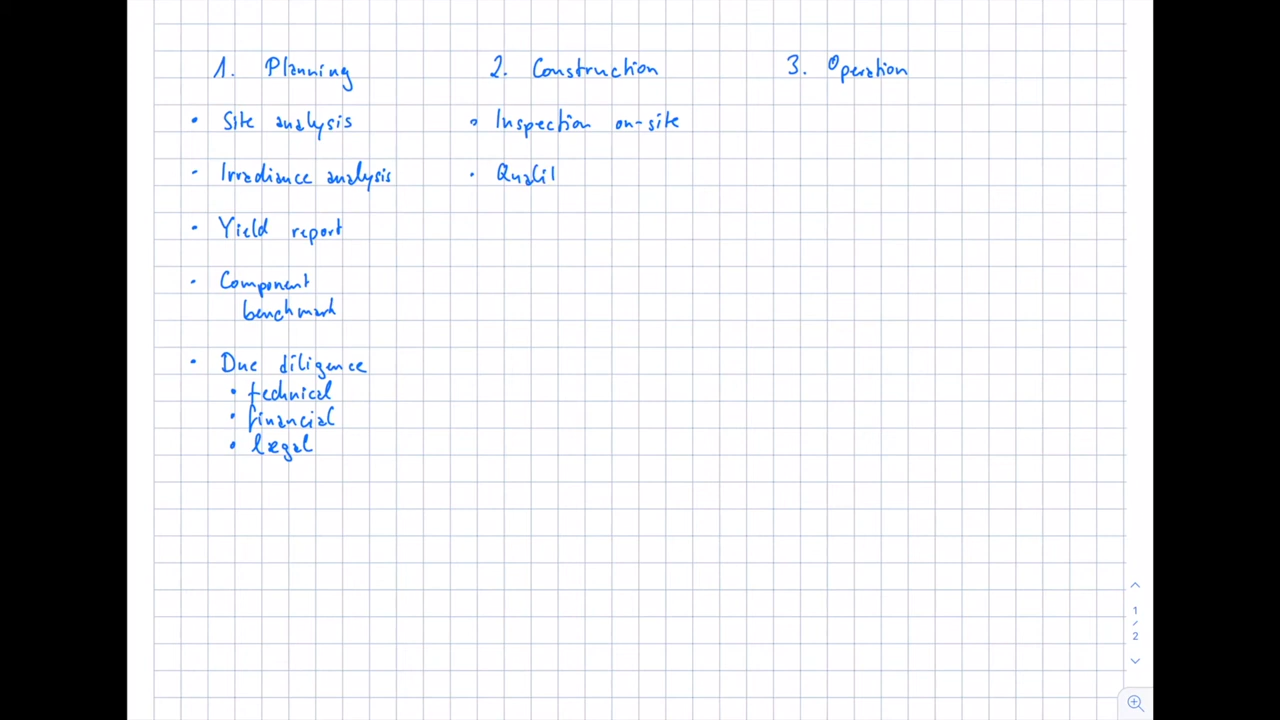 1. Planning
• Site analysis
• Irradiance analysis
• Yield report
• Component
benchmark
• Due diligence
• technical
• financial
• legal
2. Construction
• Inspection on-site
• Qualit
3. Operation
1
/
2